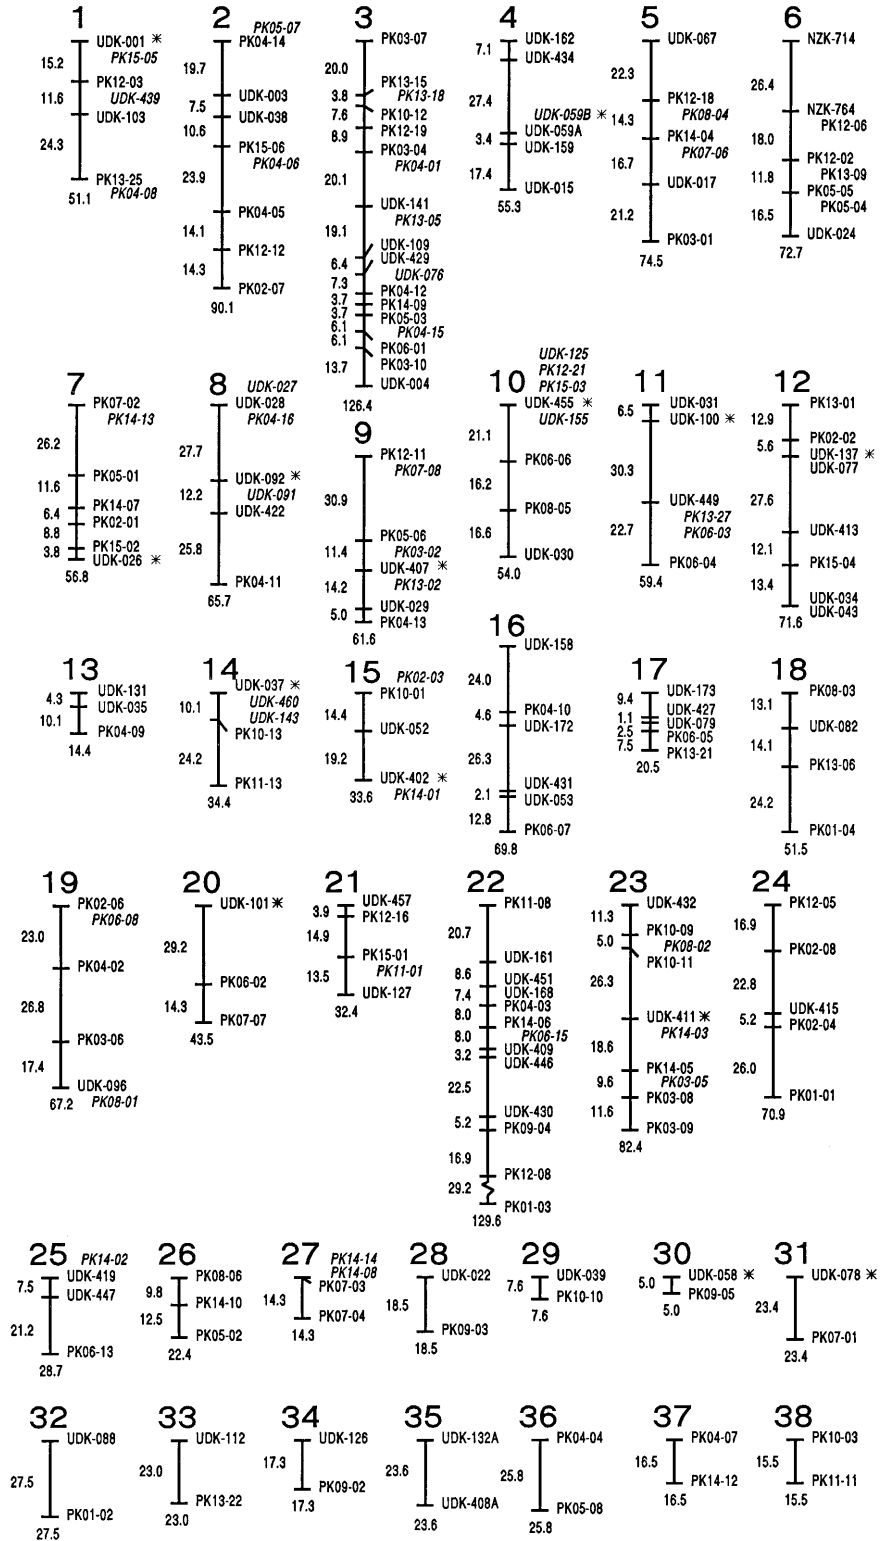 1
UDK-001 *
PK15-05
15.2
PK12-03
11.6
UDK-439
UDK-103
24.3
PK13-25
PK04-08
51.1
2
PK05-07
PK04-14
19.7
UDK-003
7.5
UDK-038
10.6
PK15-06
PK04-06
23.9
PK04-05
14.1
PK12-12
14.3
PK02-07
90.1
3
PK03-07
20.0
PK13-15
3.8
PK13-18
7.6
PK10-12
PK12-19
8.9
PK03-04
PK04-01
20.1
UDK-141
PK13-05
19.1
UDK-109
6.4
UDK-429
7.3
UDK-076
PK04-12
3.7
PK14-09
3.7
PK05-03
6.1
PK04-15
6.1
PK06-01
13.7
PK03-10
UDK-004
126.4
4
UDK-162
7.1
UDK-434
27.4
UDK-059B *
UDK-059A
3.4
UDK-159
17.4
UDK-015
55.3
5
UDK-067
22.3
PK12-18
PK08-04
14.3
PK14-04
PK07-06
16.7
UDK-017
21.2
PK03-01
74.5
6
NZK-714
26.4
NZK-764
PK12-06
18.0
PK12-02
11.8
PK13-09
PK05-05
PK05-04
16.5
UDK-024
72.7
7
PK07-02
PK14-13
26.2
PK05-01
11.6
PK14-07
6.4
PK02-01
8.8
PK15-02
3.8
UDK-026 *
56.8
8
UDK-027
UDK-028
PK04-16
27.7
UDK-092 *
12.2
UDK-091
UDK-422
25.8
PK04-11
65.7
9
PK12-11
PK07-08
30.9
PK05-06
11.4
PK03-02
UDK-407 *
PK13-02
14.2
UDK-029
5.0
PK04-13
61.6
10
UDK-125
PK12-21
PK15-03
UDK-455 *
UDK-155
21.1
PK06-06
16.2
PK08-05
16.6
UDK-030
54.0
11
UDK-031
6.5
UDK-100 *
30.3
UDK-449
PK13-27
22.7
PK06-03
PK06-04
59.4
12
PK13-01
12.9
PK02-02
5.6
UDK-137 *
UDK-077
27.6
UDK-413
12.1
PK15-04
13.4
UDK-034
UDK-043
71.6
13
UDK-131
4.3
UDK-035
10.1
PK04-09
14.4
14
UDK-037 *
UDK-460
10.1
UDK-143
PK10-13
24.2
PK11-13
34.4
15
PK02-03
PK10-01
14.4
UDK-052
19.2
UDK-402 *
PK14-01
33.6
16
UDK-158
24.0
PK04-10
4.6
UDK-172
26.3
UDK-431
2.1
UDK-053
12.8
PK06-07
69.8
17
UDK-173
9.4
UDK-427
1.1
UDK-079
2.5
PK06-05
7.5
PK13-21
20.5
18
PK08-03
13.1
UDK-082
14.1
PK13-06
24.2
PK01-04
51.5
19
PK02-06
PK06-08
23.0
PK04-02
26.8
PK03-06
17.4
UDK-096
PK08-01
67.2
20
UDK-101 *
29.2
PK06-02
14.3
PK07-07
43.5
21
UDK-457
3.9
PK12-16
14.9
PK15-01
PK11-01
13.5
UDK-127
32.4
22
PK11-08
20.7
UDK-161
8.6
UDK-451
7.4
UDK-168
PK04-03
8.0
PK14-06
8.0
PK06-15
UDK-409
3.2
UDK-446
22.5
UDK-430
5.2
PK09-04
16.9
PK12-08
29.2
PK01-03
129.6
23
UDK-432
11.3
PK10-09
5.0
PK08-02
PK10-11
26.3
UDK-411 *
PK14-03
18.6
PK14-05
9.6
PK03-05
PK03-08
11.6
PK03-09
82.4
24
PK12-05
16.9
PK02-08
22.8
UDK-415
5.2
PK02-04
26.0
PK01-01
70.9
25
PK14-02
UDK-419
7.5
UDK-447
21.2
PK06-13
28.7
26
PK08-06
9.8
PK14-10
12.5
PK05-02
22.4
27
PK14-14
PK14-08
PK07-03
14.3
PK07-04
14.3
28
UDK-022
18.5
PK09-03
18.5
29
UDK-039
7.6
PK10-10
7.6
30
UDK-058 *
5.0
PK09-05
5.0
31
UDK-078 *
23.4
PK07-01
23.4
32
UDK-088
27.5
PK01-02
27.5
33
UDK-112
23.0
PK13-22
23.0
34
UDK-126
17.3
PK09-02
17.3
35
UDK-132A
23.6
UDK-408A
23.6
36
PK04-04
25.8
PK05-08
25.8
37
PK04-07
16.5
PK14-12
16.5
38
PK10-03
15.5
PK11-11
15.5